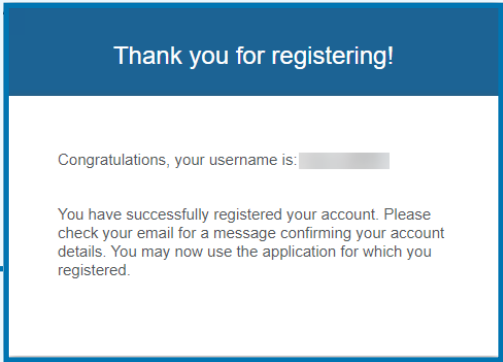 Thank you for registering!
Congratulations, your username is:
You have successfully registered your account. Please
check your email for a message confirming your account
details. You may now use the application for which you
registered.